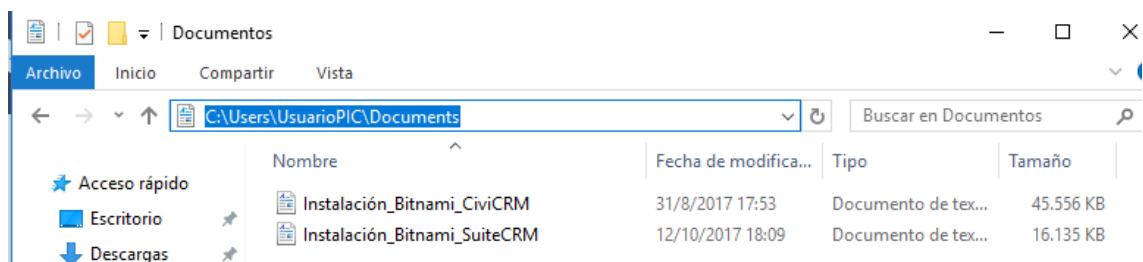 Documentos
Archivo Inicio Compartir Vista
C:\Users\UsuarioPIC\Documents Buscar en Documentos
Nombre Fecha de modifica... Tipo Tamaño
Acceso rápido
Instalación_Bitnami_CiviCRM 31/8/2017 17:53 Documento de tex... 45.556 KB
Escritorio
Instalación_Bitnami_SuiteCRM 12/10/2017 18:09 Documento de tex... 16.135 KB
Descargas